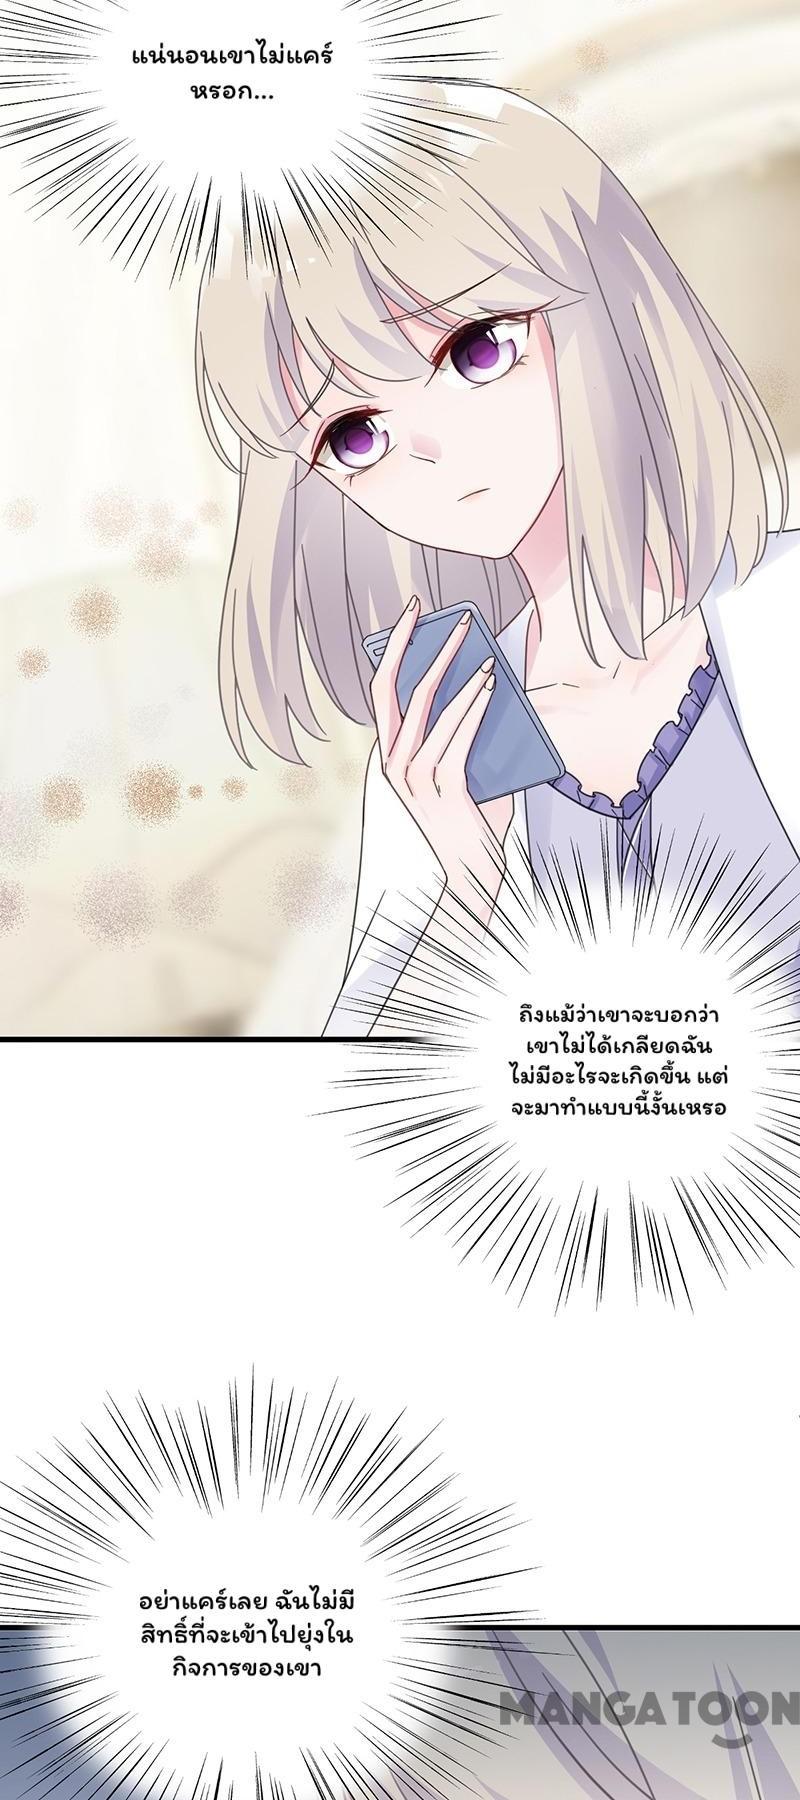 แน่นอนเขาไม่แคร์
หรอก...
ถึงแม้ว่าเขาจะบอกว่า
เขาไม่ได้เกลียดฉัน
ไม่มีอะไรจะเกิดขึ้น แต่
จะมาทำแบบนี้งั้นเหรอ
อย่าแคร์เลย ฉันไม่มี
สิทธิ์ที่จะเข้าไปยุ่งใน
กิจการของเขา
MANGATOON